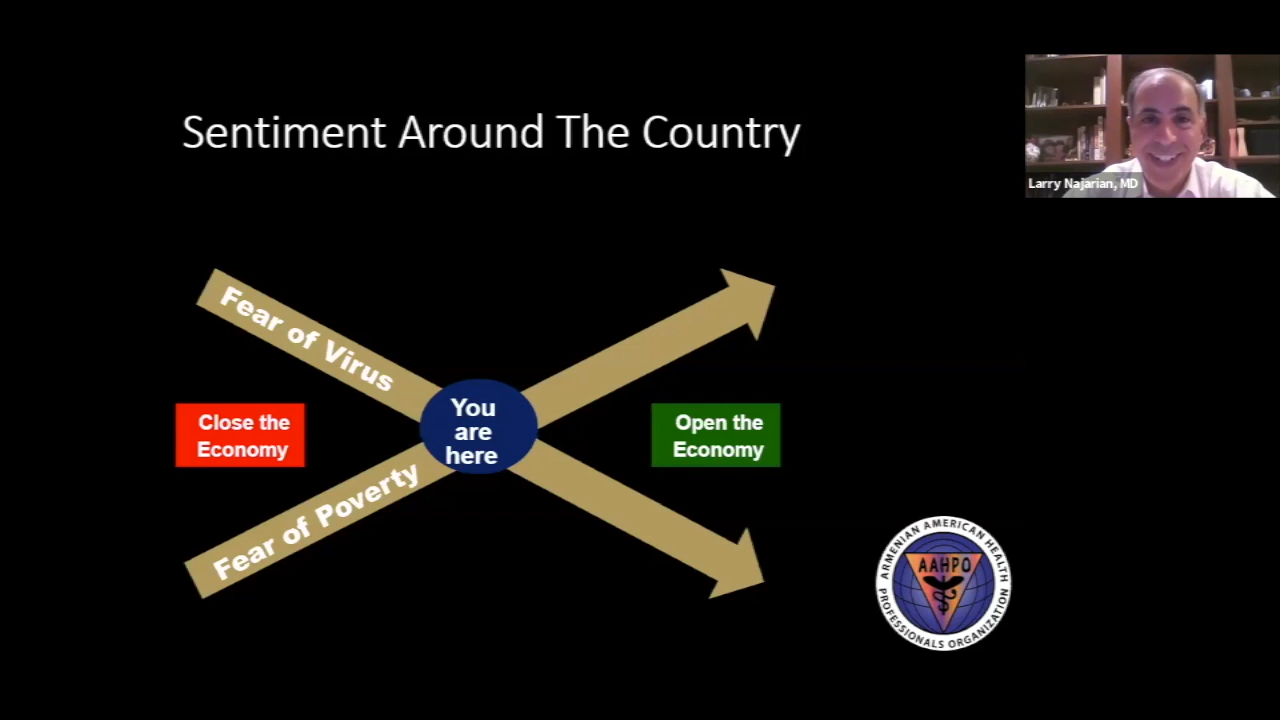 Sentiment Around The Country
Larry Najarian, MD
Fear of Virus
Close the
Economy
You
are
here
Open the
Economy
Fear of Poverty
ARMENIAN AMERICAN HEALTH
AAHPO
PROFESSIONALS ORGANIZATION